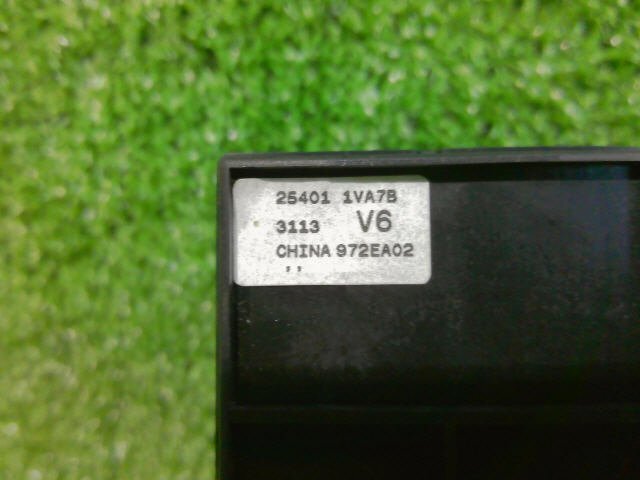 25401 1VA7B
3113 V6
CHINA 972EA02
,,